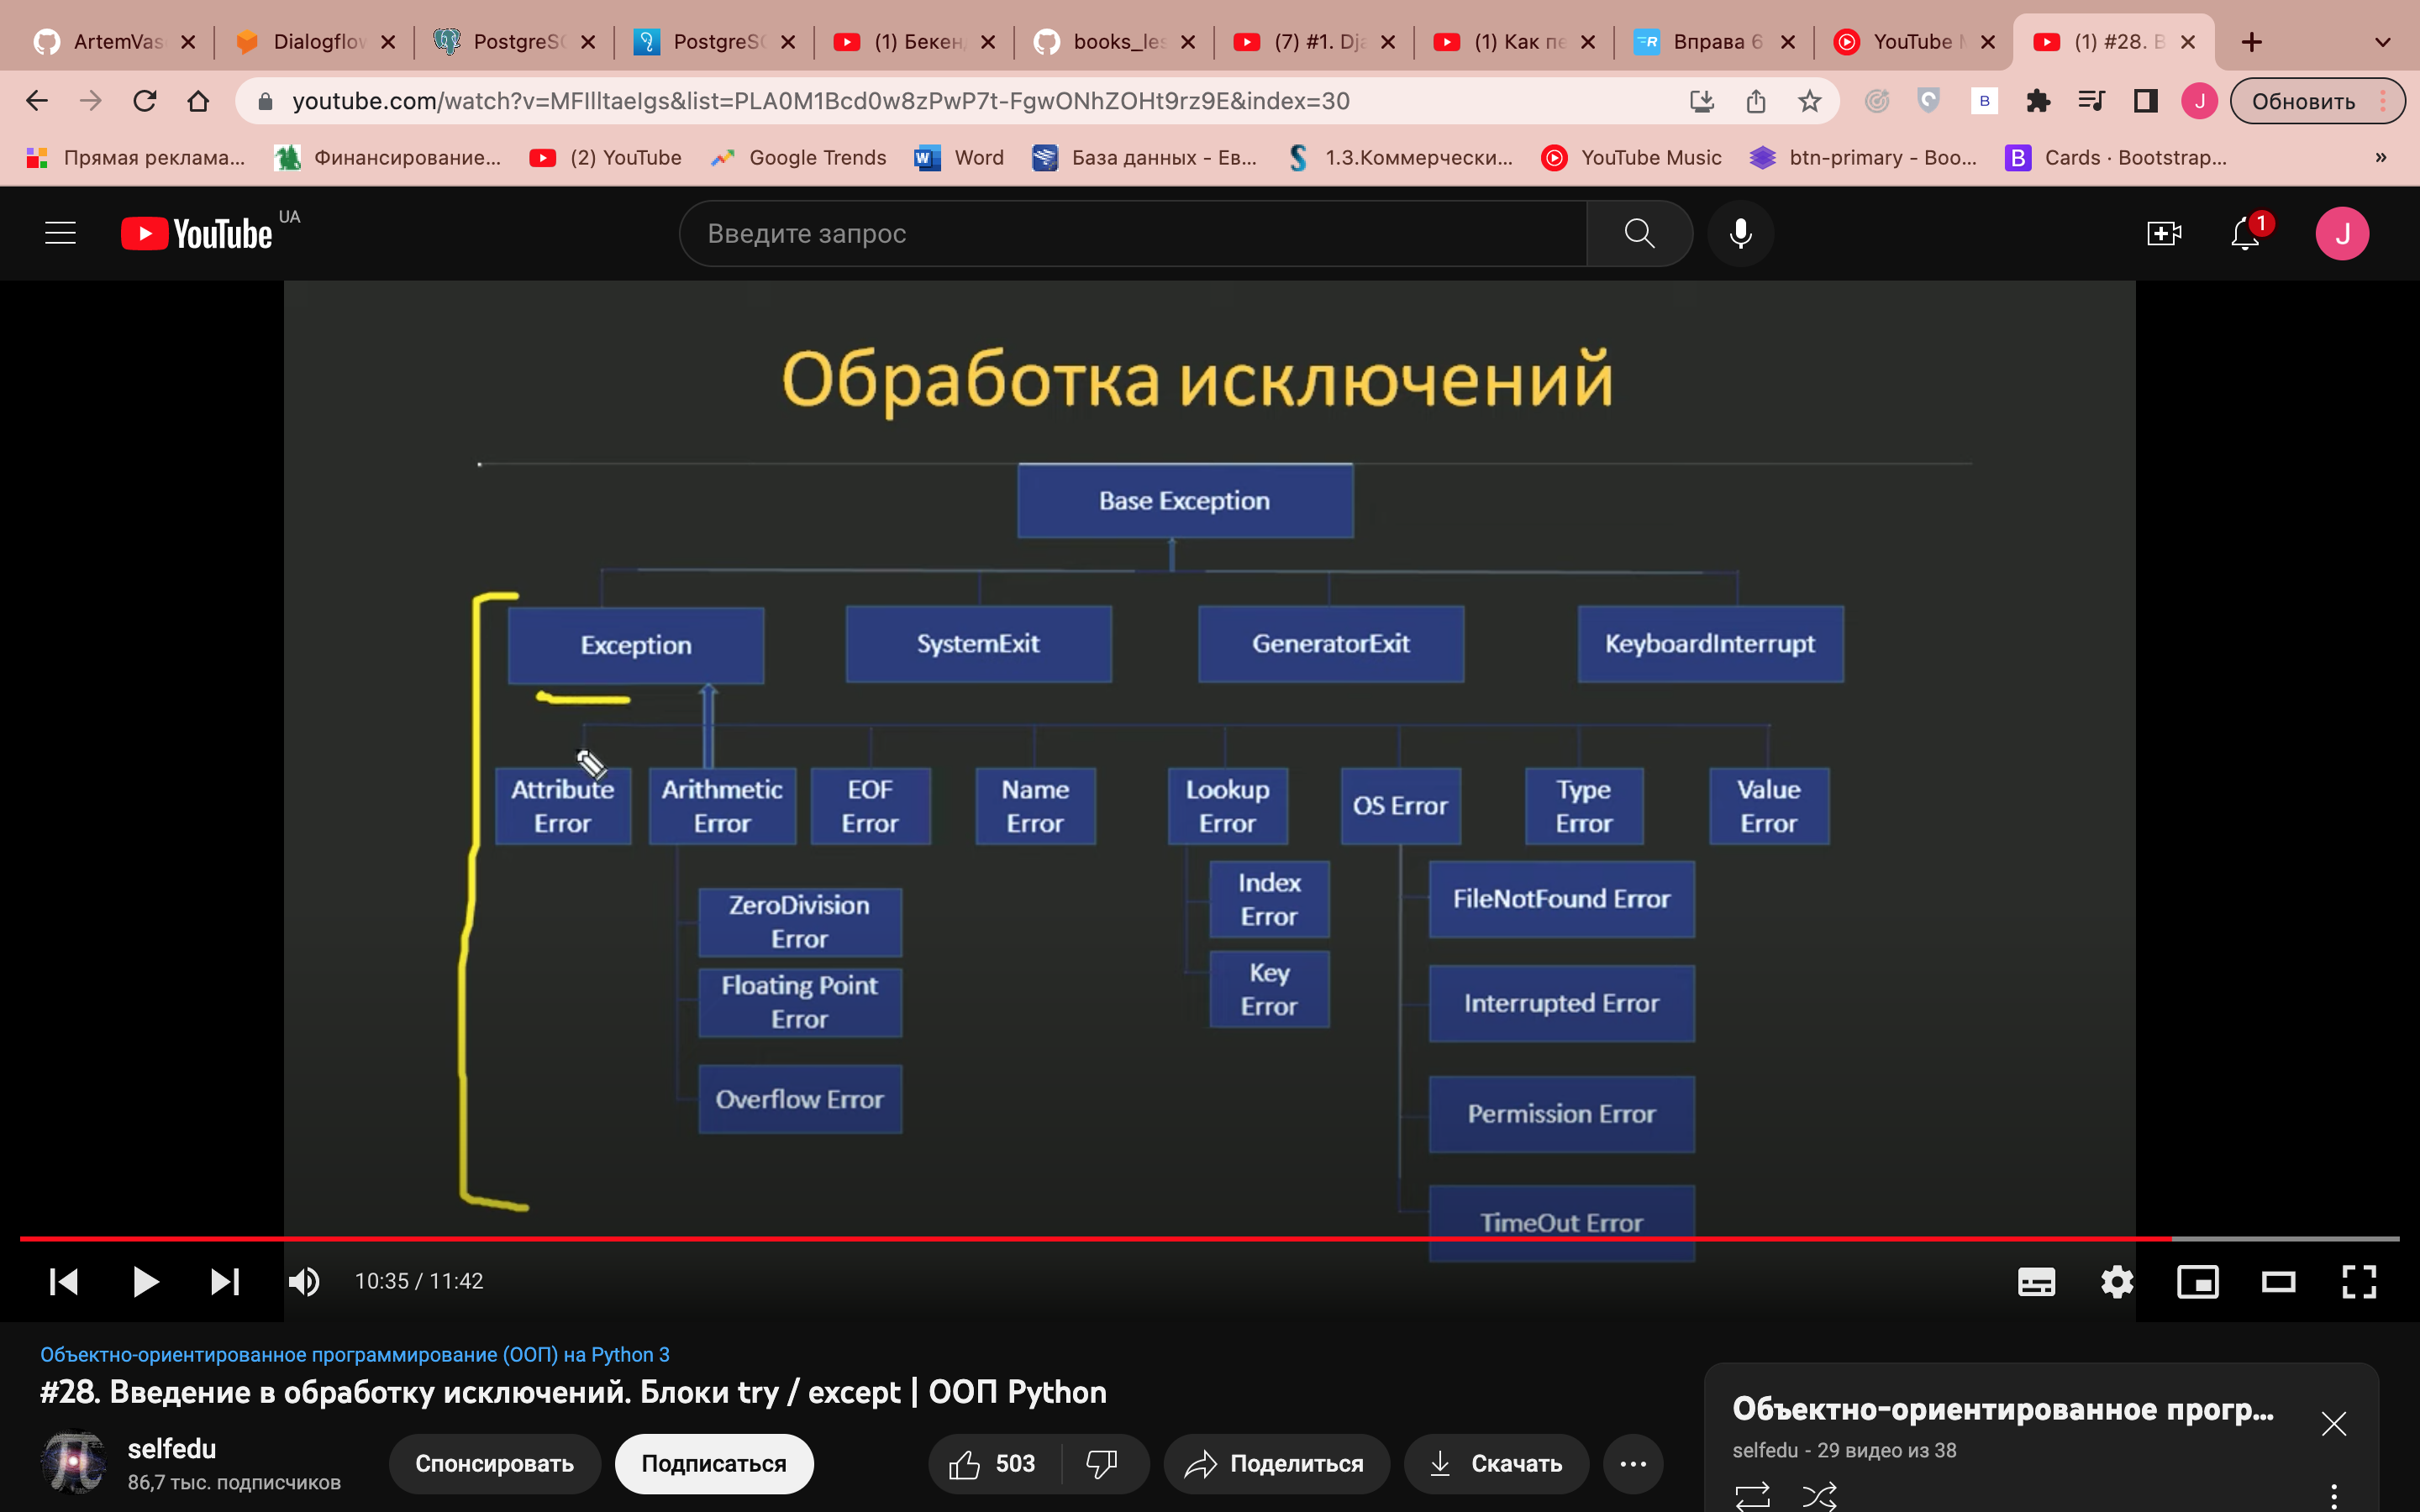 ArtemVas
Dialogflow
PostgreSQ
PostgreSQ
(1) Бекен
books_les
(7) #1. Dja
(1) Как пе
Вправа 6
YouTube M
(1) #28. В
youtube.com/watch?v=MFIlltaeIgs&list=PLA0M1Bcd0w8zPwP7t-FgwONhZOHt9rz9E&index=30
B
J
Обновить
Прямая реклама...
Финансирование...
(2) YouTube
Google Trends
Word
База данных - Ев...
1.3.Коммерчески...
YouTube Music
btn-primary - Boo...
B
Cards · Bootstrap...
»
YouTube
UA
Введите запрос
1
J
Обработка исключений
Base Exception
Exception
SystemExit
GeneratorExit
KeyboardInterrupt
Attribute
Error
Arithmetic
Error
EOF
Error
Name
Error
Lookup
Error
OS Error
Type
Error
Value
Error
ZeroDivision
Error
Floating Point
Error
Overflow Error
Index
Error
Key
Error
FileNotFound Error
Interrupted Error
Permission Error
TimeOut Error
10:35 / 11:42
Объектно-ориентированное программирование (ООП) на Python 3
#28. Введение в обработку исключений. Блоки try / except | ООП Python
selfedu
86,7 тыс. подписчиков
Спонсировать
Подписаться
503
Поделиться
Скачать
Объектно-ориентированное прогр...
selfedu - 29 видео из 38